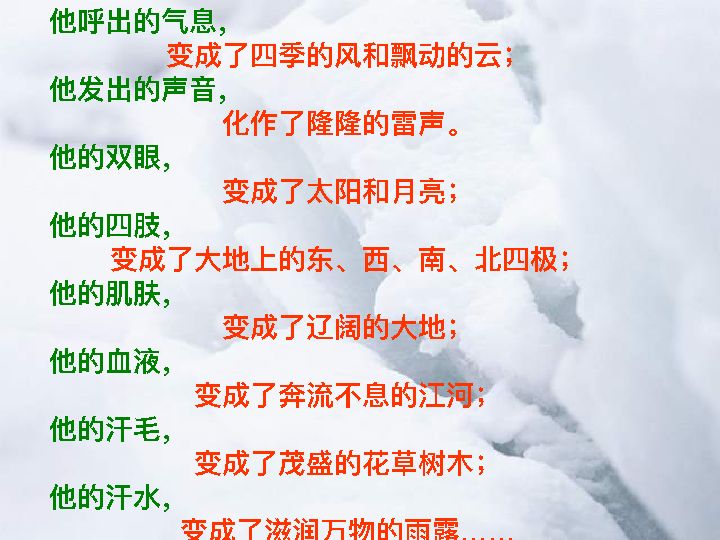 他呼出的气息，
变成了四季的风和飘动的云；
他发出的声音，
化作了隆隆的雷声。
他的双眼，
变成了太阳和月亮；
他的四肢，
变成了大地上的东、西、南、北四极；
他的肌肤，
变成了辽阔的大地；
他的血液，
变成了奔流不息的江河；
他的汗毛，
变成了茂盛的花草树木；
他的汗水，
变成了滋润万物的雨露……